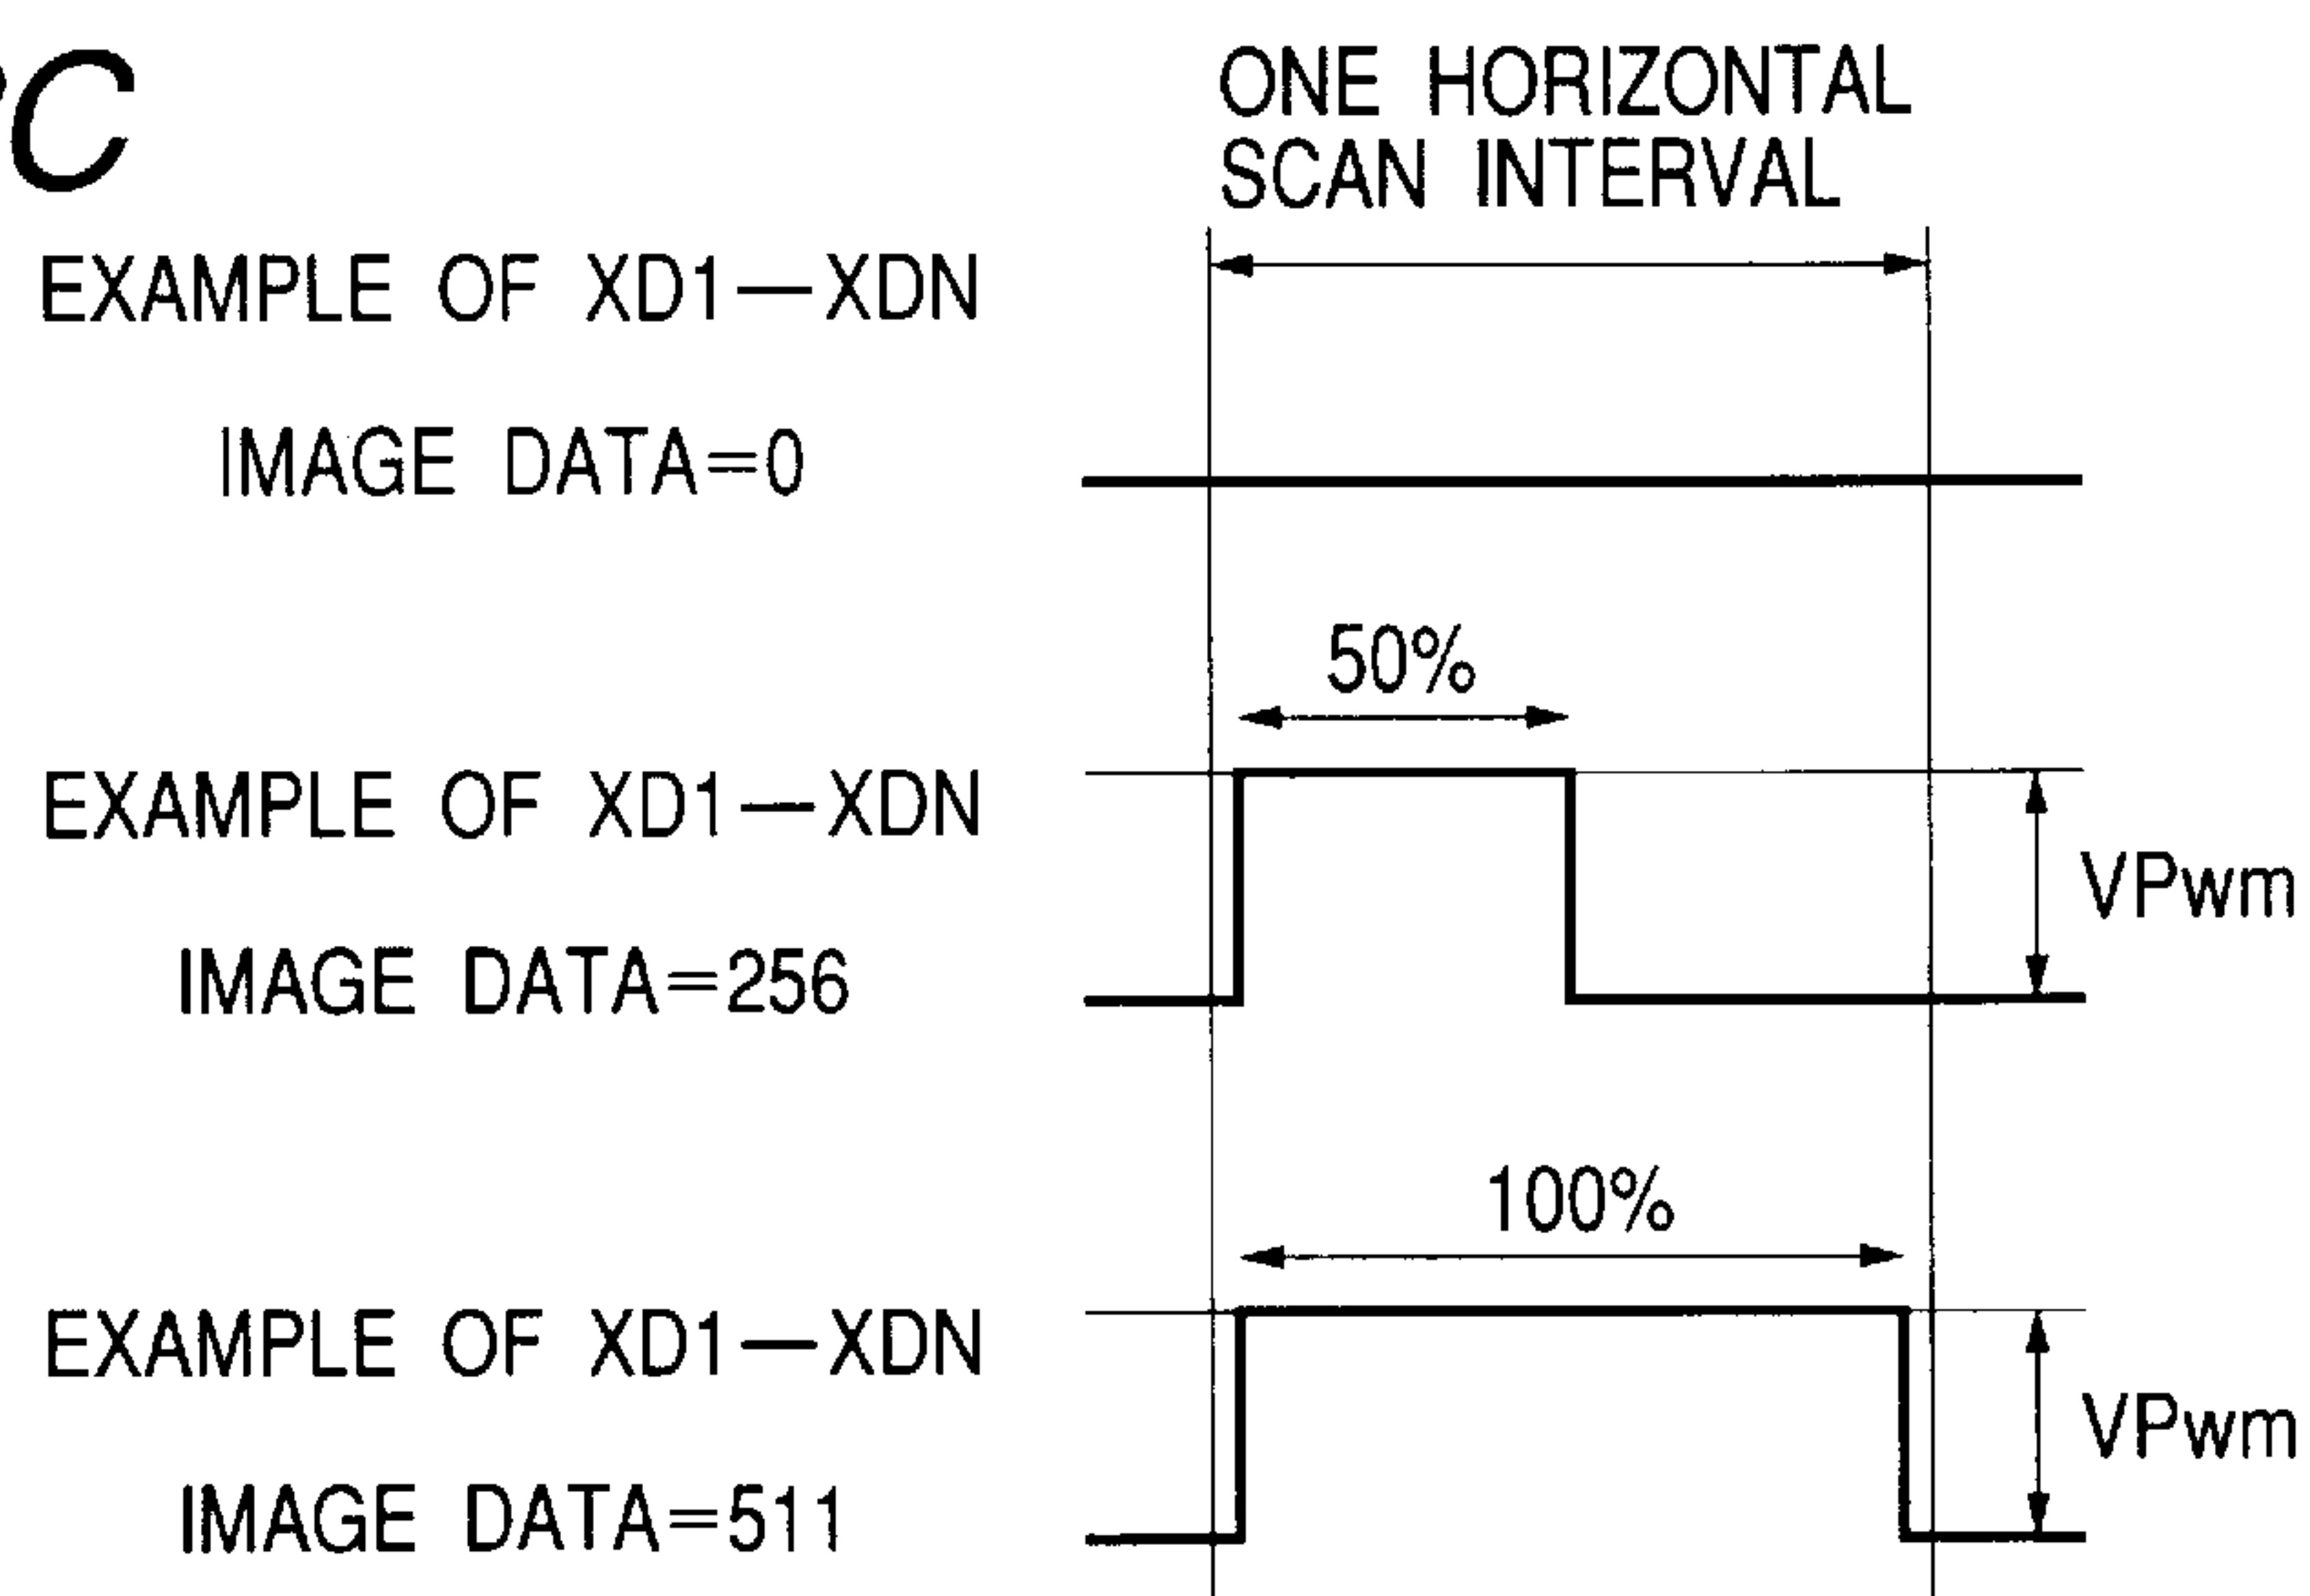 C
ONE HORIZONTAL
SCAN INTERVAL
EXAMPLE OF XD1—XDN
IMAGE DATA=0
50%
EXAMPLE OF XD1—XDN
VPwm
IMAGE DATA=256
100%
EXAMPLE OF XD1—XDN
VPwm
IMAGE DATA=511